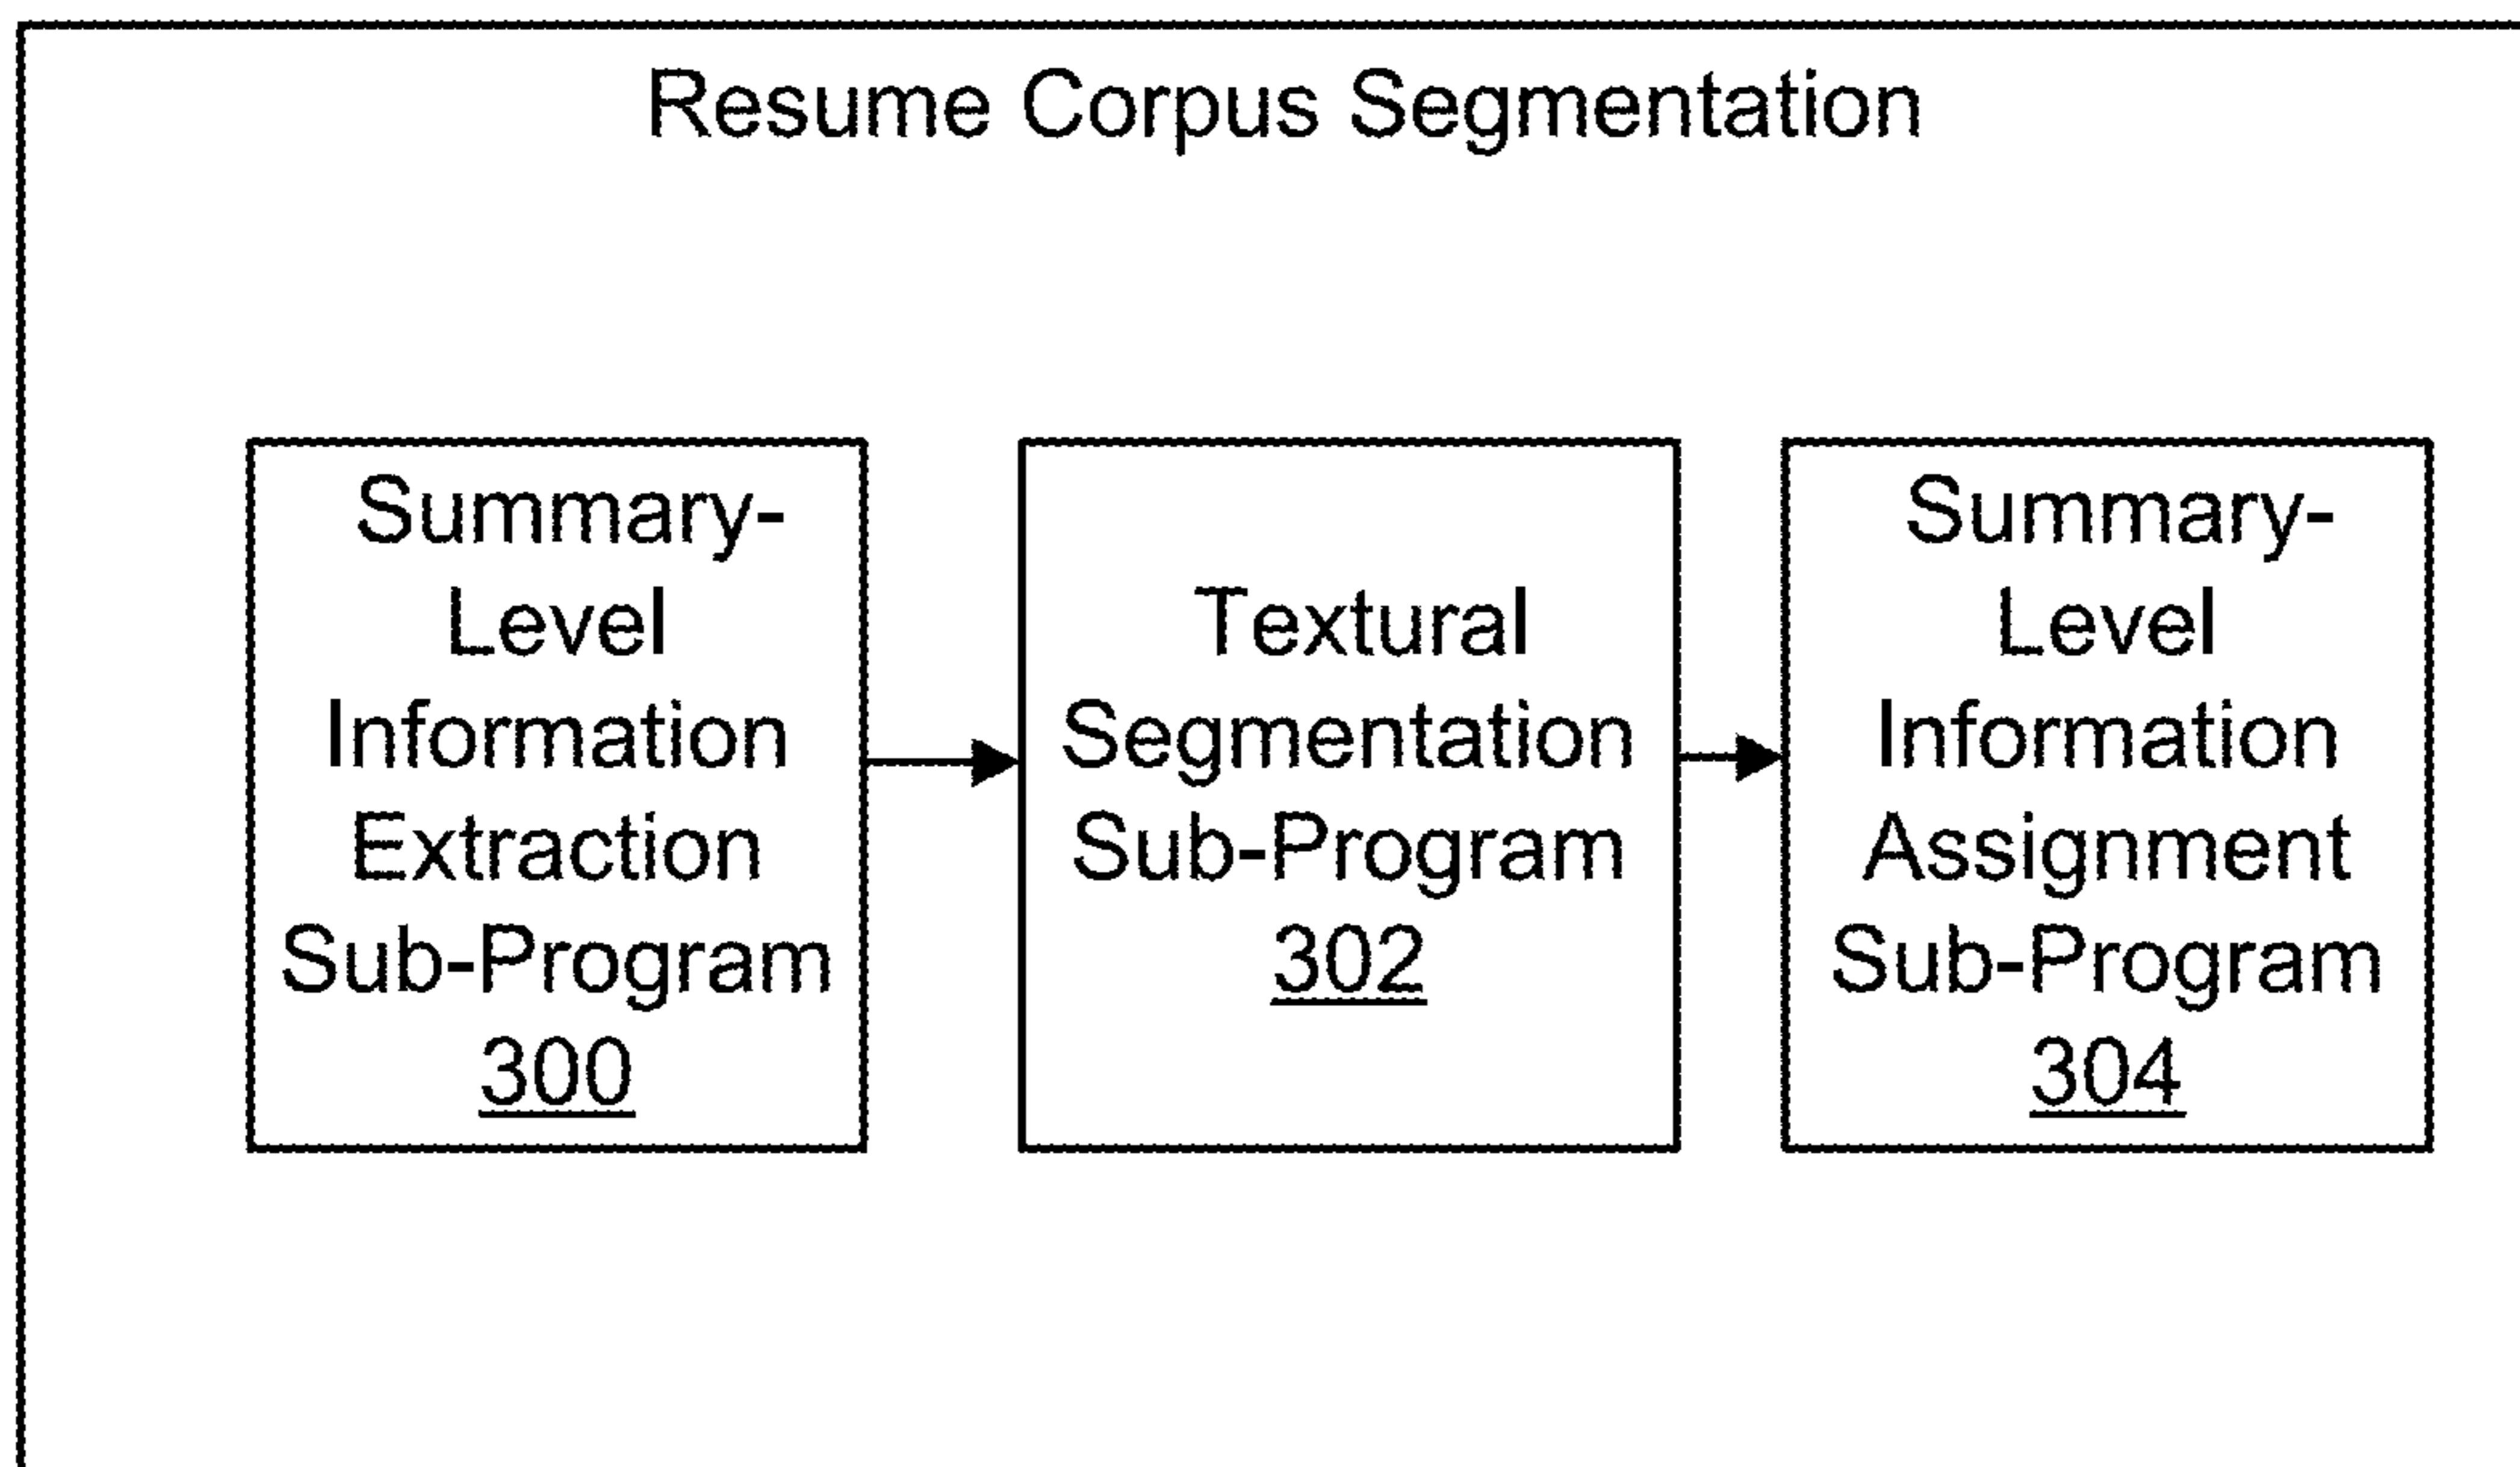 Resume Corpus Segmentation
Summary-
Level
Information
Extraction
Sub-Program
300
Textural
Segmentation
Sub-Program
302
Summary-
Level
Information
Assignment
Sub-Program
304